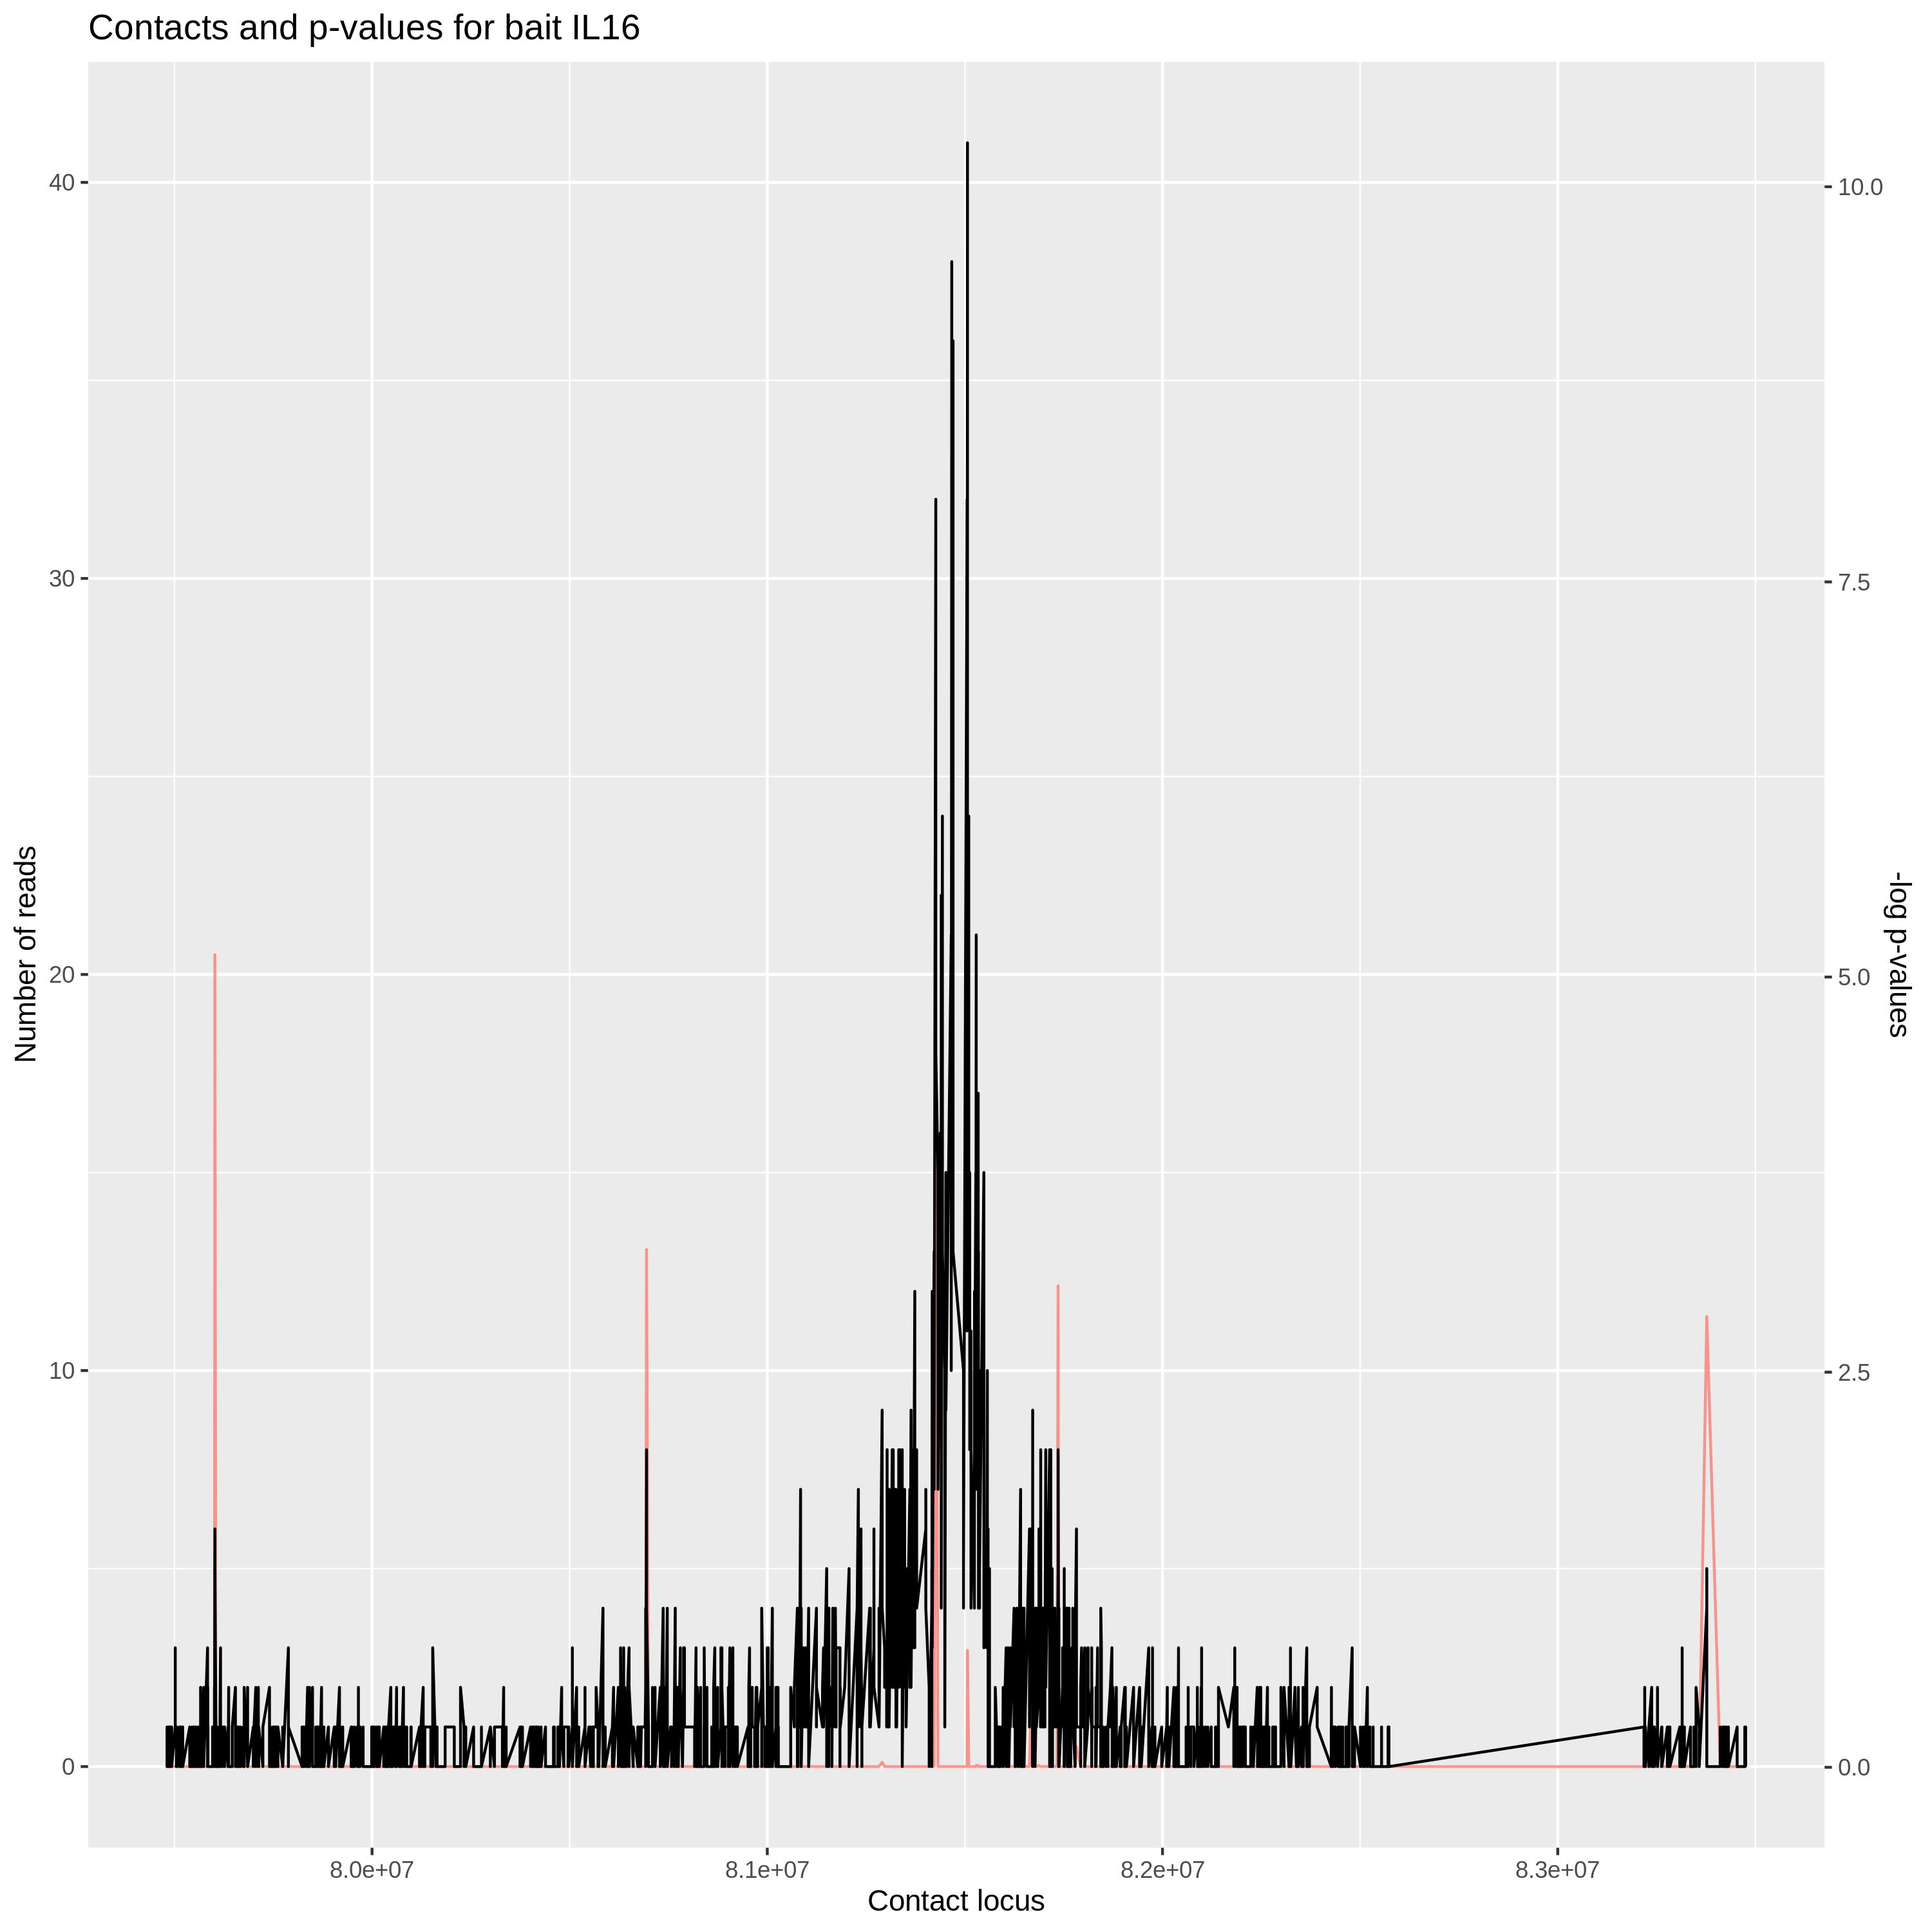 Contacts and p-values for bait IL16
40
30
20
10
0
10.0
7.5
5.0
2.5
0.0
Number of reads
-log p-values
8.0e+07
8.1e+07
8.2e+07
8.3e+07
Contact locus